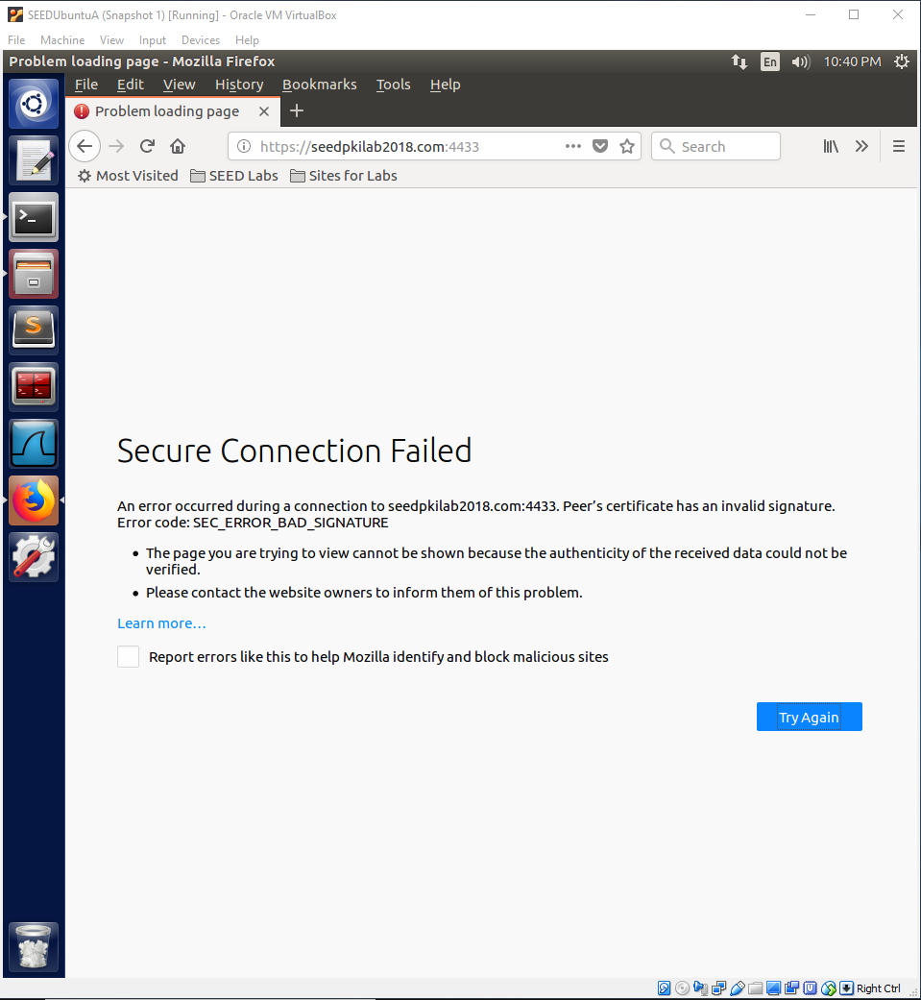 SEEDUbuntuA (Snapshot 1) [Running] - Oracle VM VirtualBox
File Machine View Input Devices Help
Problem loading page - Mozilla Firefox En 10:40 PM
File Edit View History Bookmarks Tools Help
Problem loading page
https://seedpkilab2018.com:4433 Search
Most Visited SEED Labs Sites for Labs
Secure Connection Failed
An error occurred during a connection to seedpkilab2018.com:4433. Peer’s certificate has an invalid signature.
Error code: SEC_ERROR_BAD_SIGNATURE
The page you are trying to view cannot be shown because the authenticity of the received data could not be
verified.
Please contact the website owners to inform them of this problem.
Learn more…
Report errors like this to help Mozilla identify and block malicious sites
Try Again
Right Ctrl